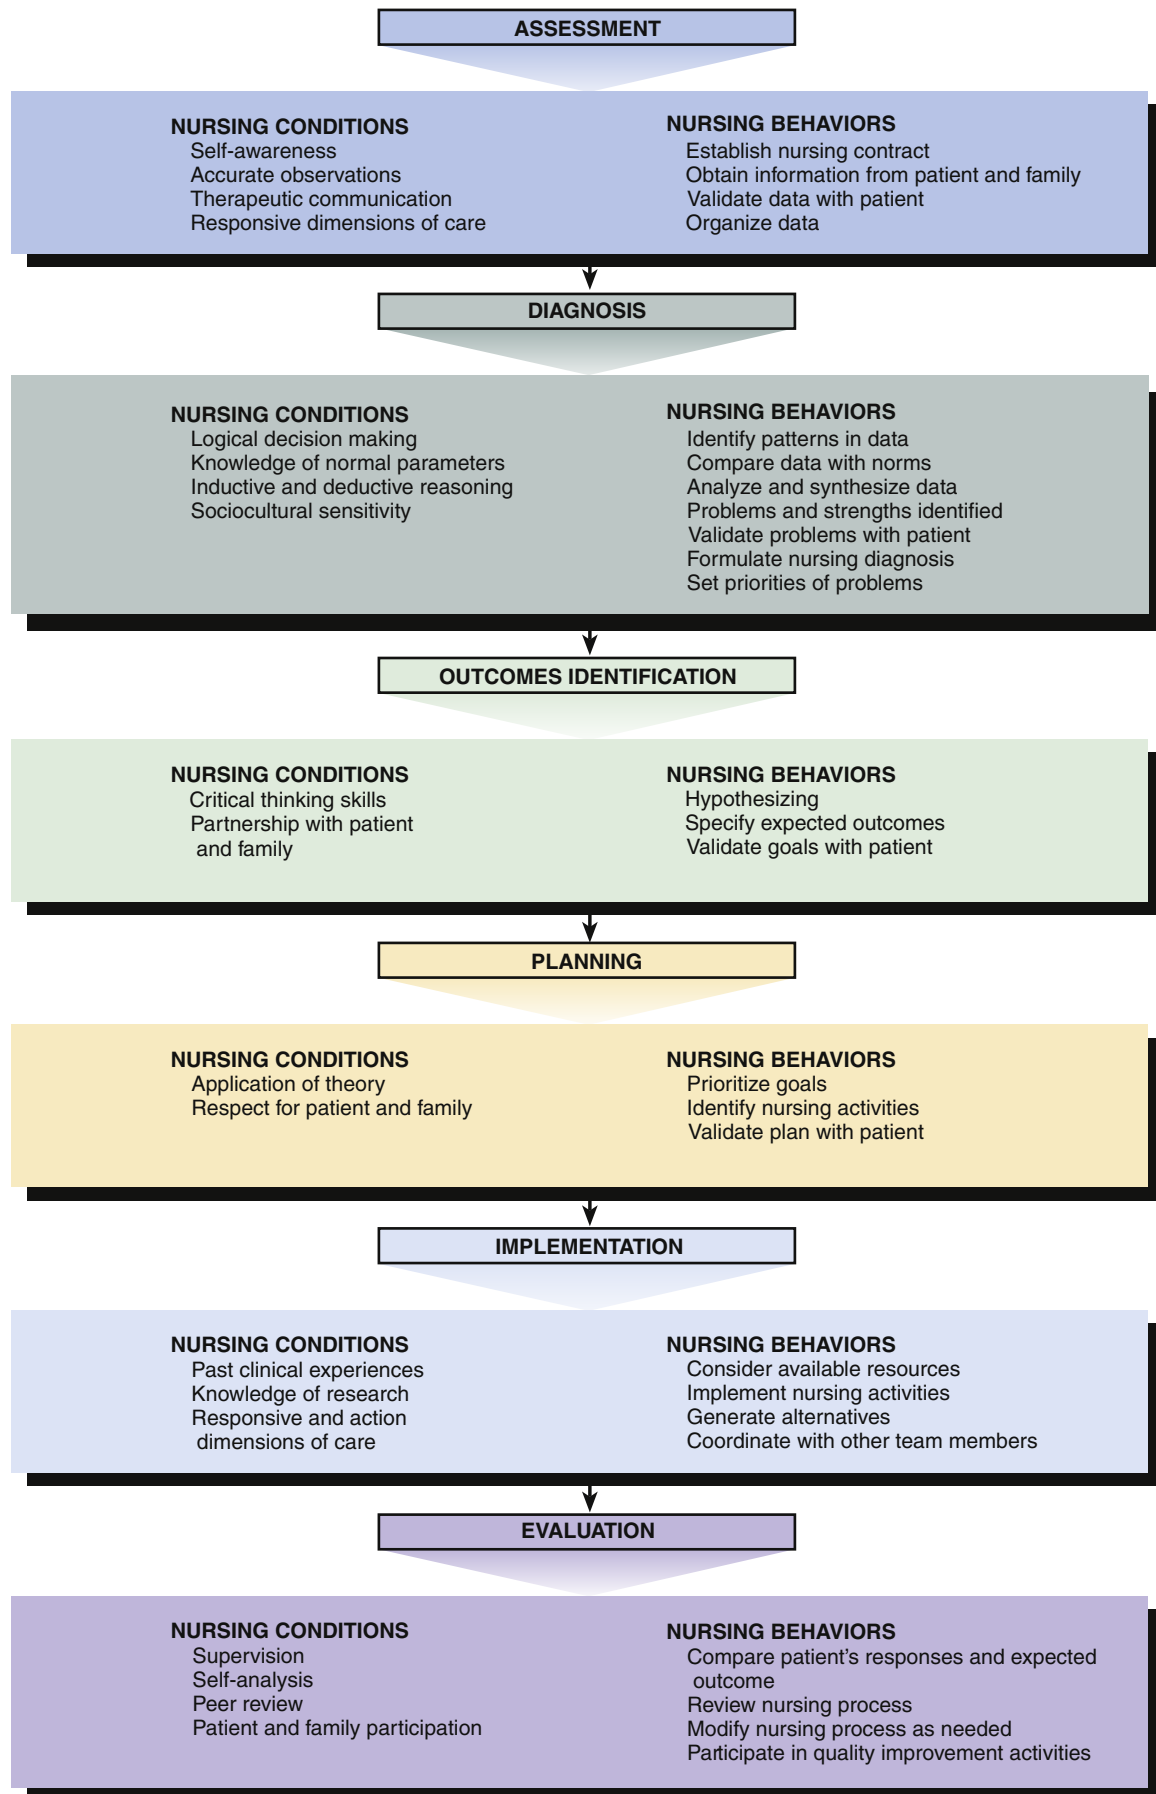 ASSESSMENT
NURSING CONDITIONS
Self-awareness
Accurate observations
Therapeutic communication
Responsive dimensions of care
NURSING BEHAVIORS
Establish nursing contract
Obtain information from patient and family
Validate data with patient
Organize data
DIAGNOSIS
NURSING CONDITIONS
Logical decision making
Knowledge of normal parameters
Inductive and deductive reasoning
Sociocultural sensitivity
NURSING BEHAVIORS
Identify patterns in data
Compare data with norms
Analyze and synthesize data
Problems and strengths identified
Validate problems with patient
Formulate nursing diagnosis
Set priorities of problems
OUTCOMES IDENTIFICATION
NURSING CONDITIONS
Critical thinking skills
Partnership with patient
and family
NURSING BEHAVIORS
Hypothesizing
Specify expected outcomes
Validate goals with patient
PLANNING
NURSING CONDITIONS
Application of theory
Respect for patient and family
NURSING BEHAVIORS
Prioritize goals
Identify nursing activities
Validate plan with patient
IMPLEMENTATION
NURSING CONDITIONS
Past clinical experiences
Knowledge of research
Responsive and action
dimensions of care
NURSING BEHAVIORS
Consider available resources
Implement nursing activities
Generate alternatives
Coordinate with other team members
EVALUATION
NURSING CONDITIONS
Supervision
Self-analysis
Peer review
Patient and family participation
NURSING BEHAVIORS
Compare patient's responses and expected
outcome
Review nursing process
Modify nursing process as needed
Participate in quality improvement activities